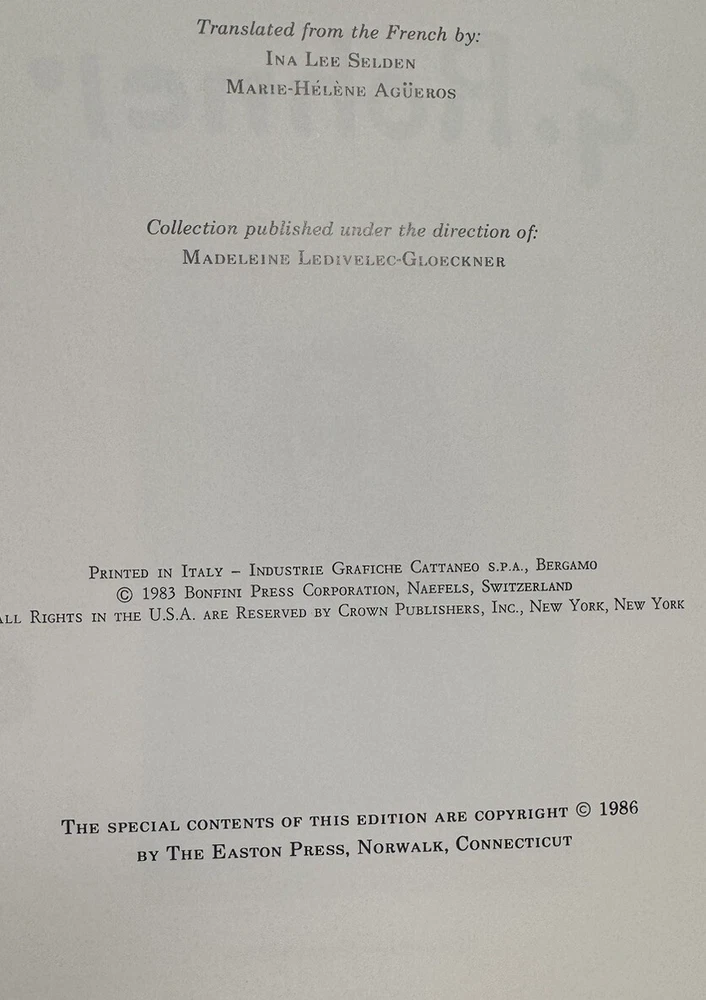 Translated from the French by:
Ina Lee Selden
Marie-Hélène Agüeros
Collection published under the direction of:
Madeleine Ledivelec-Gloeckner
Printed in Italy – Industrie Grafiche Cattaneo s.p.a., Bergamo
© 1983 Bonfini Press Corporation, Naefels, Switzerland
All Rights in the U.S.A. are Reserved by Crown Publishers, Inc., New York, New York
The special contents of this edition are copyright © 1986
by The Easton Press, Norwalk, Connecticut